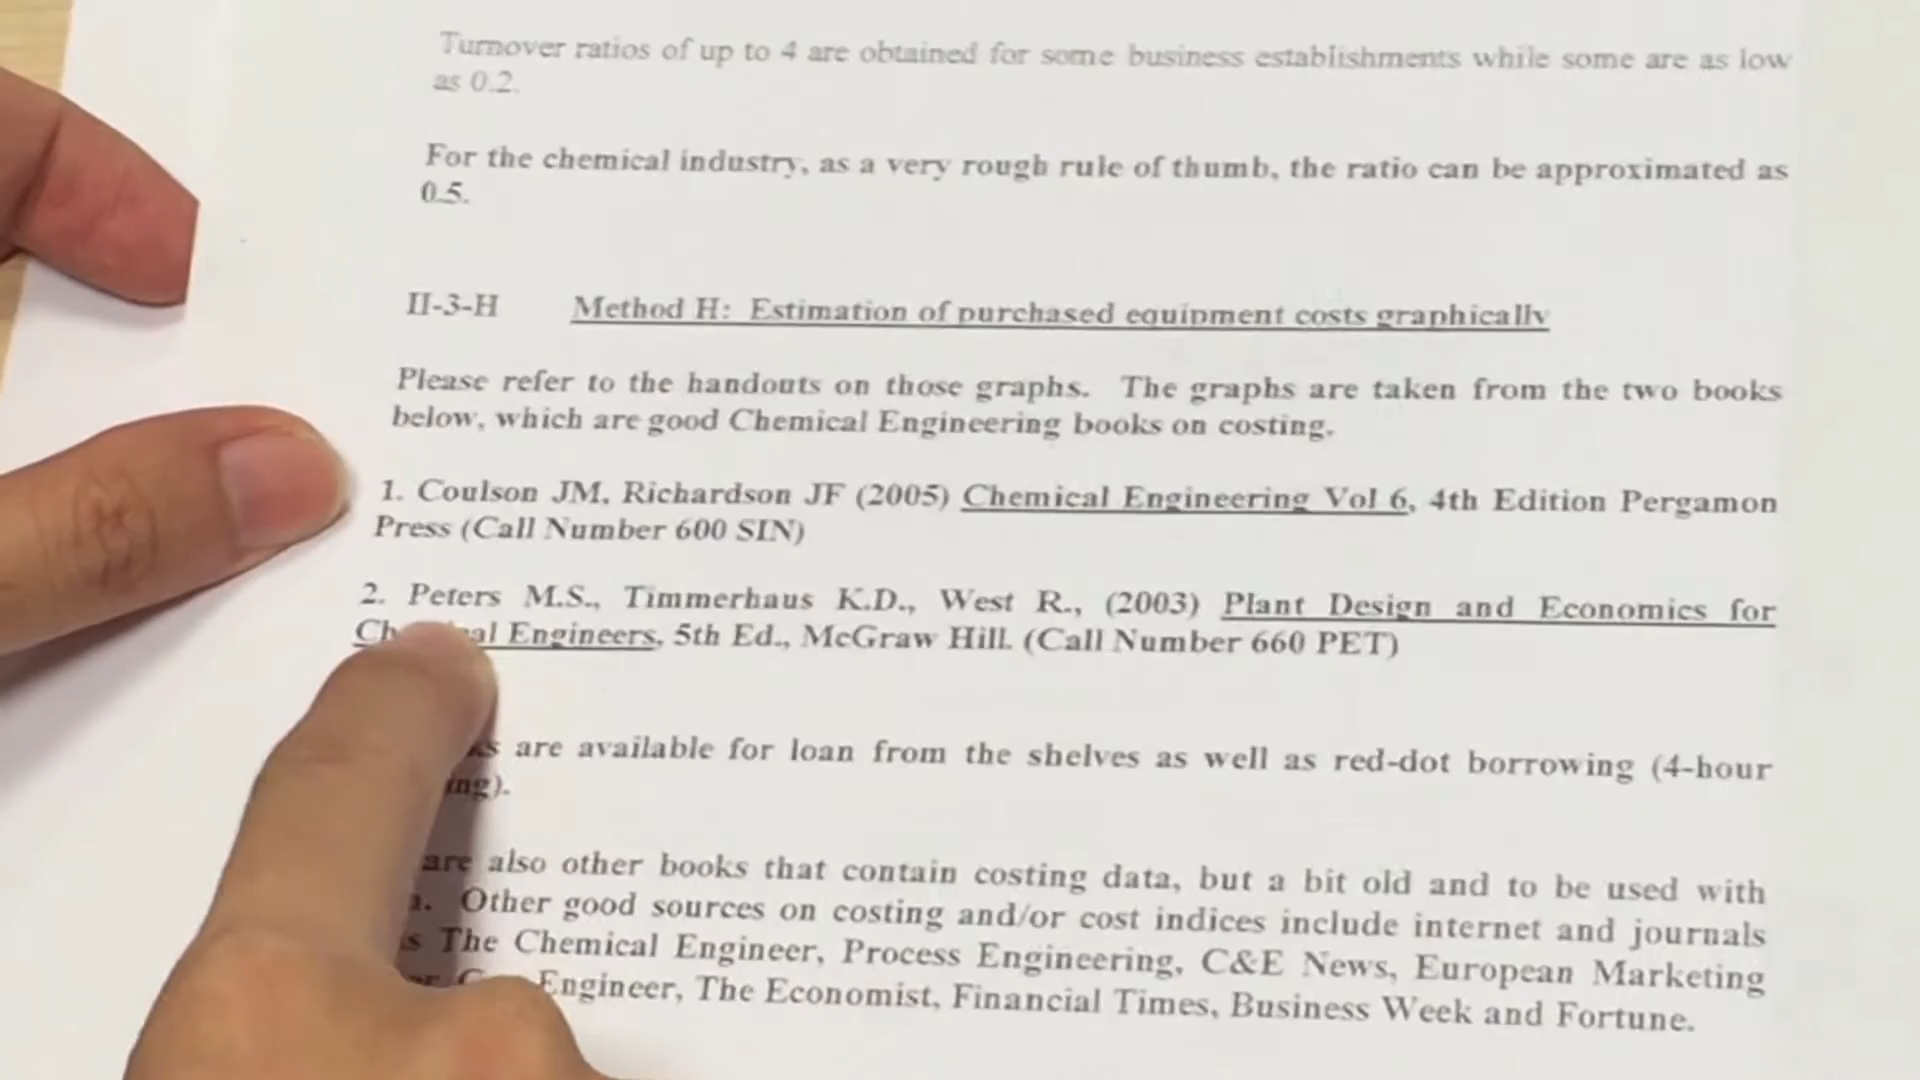 Turnover ratios of up to 4 are obtained for some business establishments while some are as low
as 0.2.
For the chemical industry, as a very rough rule of thumb, the ratio can be approximated as
0.5.
II-3-H Method H: Estimation of purchased equipment costs graphically
Please refer to the handouts on those graphs. The graphs are taken from the two books
below, which are good Chemical Engineering books on costing.
1. Coulson JM, Richardson JF (2005) Chemical Engineering Vol 6, 4th Edition Pergamon
Press (Call Number 600 SIN)
2. Peters M.S., Timmerhaus K.D., West R., (2003) Plant Design and Economics for
Engineers, 5th Ed., McGraw Hill. (Call Number 660 PET)
are available for loan from the shelves as well as red-dot borrowing (4-hour
are also other books that contain costing data, but a bit old and to be used with
Other good sources on costing and/or cost indices include internet and journals
The Chemical Engineer, Process Engineering, C&E News, European Marketing
Engineer, The Economist, Financial Times, Business Week and Fortune.